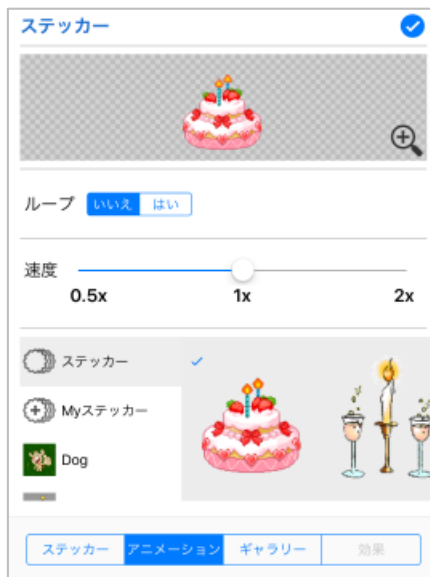 ステッカー
ループ いいえ はい
速度
0.5x 1x 2x
ステッカー
Myステッカー
Dog
ステッカー アニメーション ギャラリー 効果